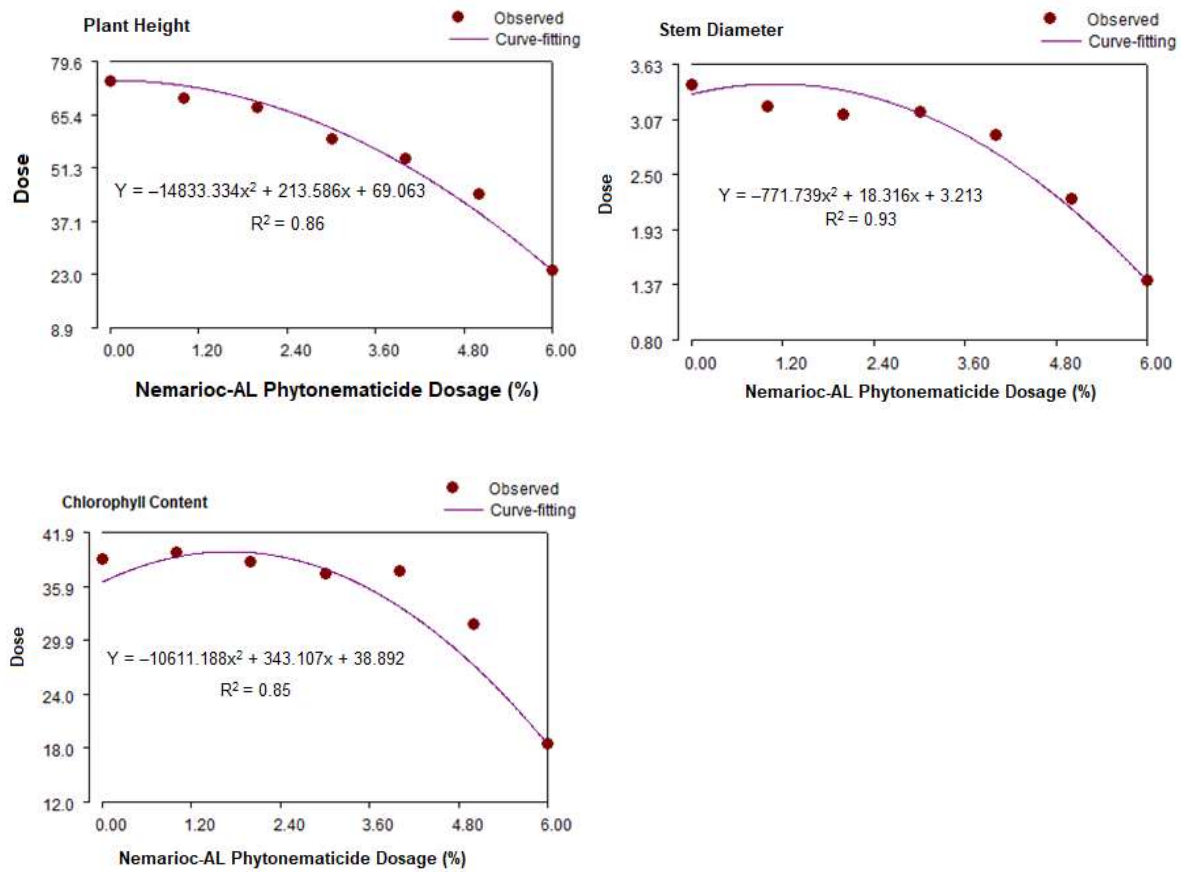 Plant Height
Observed
Curve-fitting
79.6
65.4
51.3
37.1
23.0
8.9
Dose
Y = –14833.334x² + 213.586x + 69.063
R² = 0.86
0.00 1.20 2.40 3.60 4.80 6.00
Nemarioc-AL Phytonematicide Dosage (%)
Stem Diameter
Observed
Curve-fitting
3.63
3.07
2.50
1.93
1.37
0.80
Dose
Y = –771.739x² + 18.316x + 3.213
R² = 0.93
0.00 1.20 2.40 3.60 4.80 6.00
Nemarioc-AL Phytonematicide Dosage (%)
Chlorophyll Content
Observed
Curve-fitting
41.9
35.9
29.9
24.0
18.0
12.0
Dose
Y = –10611.188x² + 343.107x + 38.892
R² = 0.85
0.00 1.20 2.40 3.60 4.80 6.00
Nemarioc-AL Phytonematicide Dosage (%)